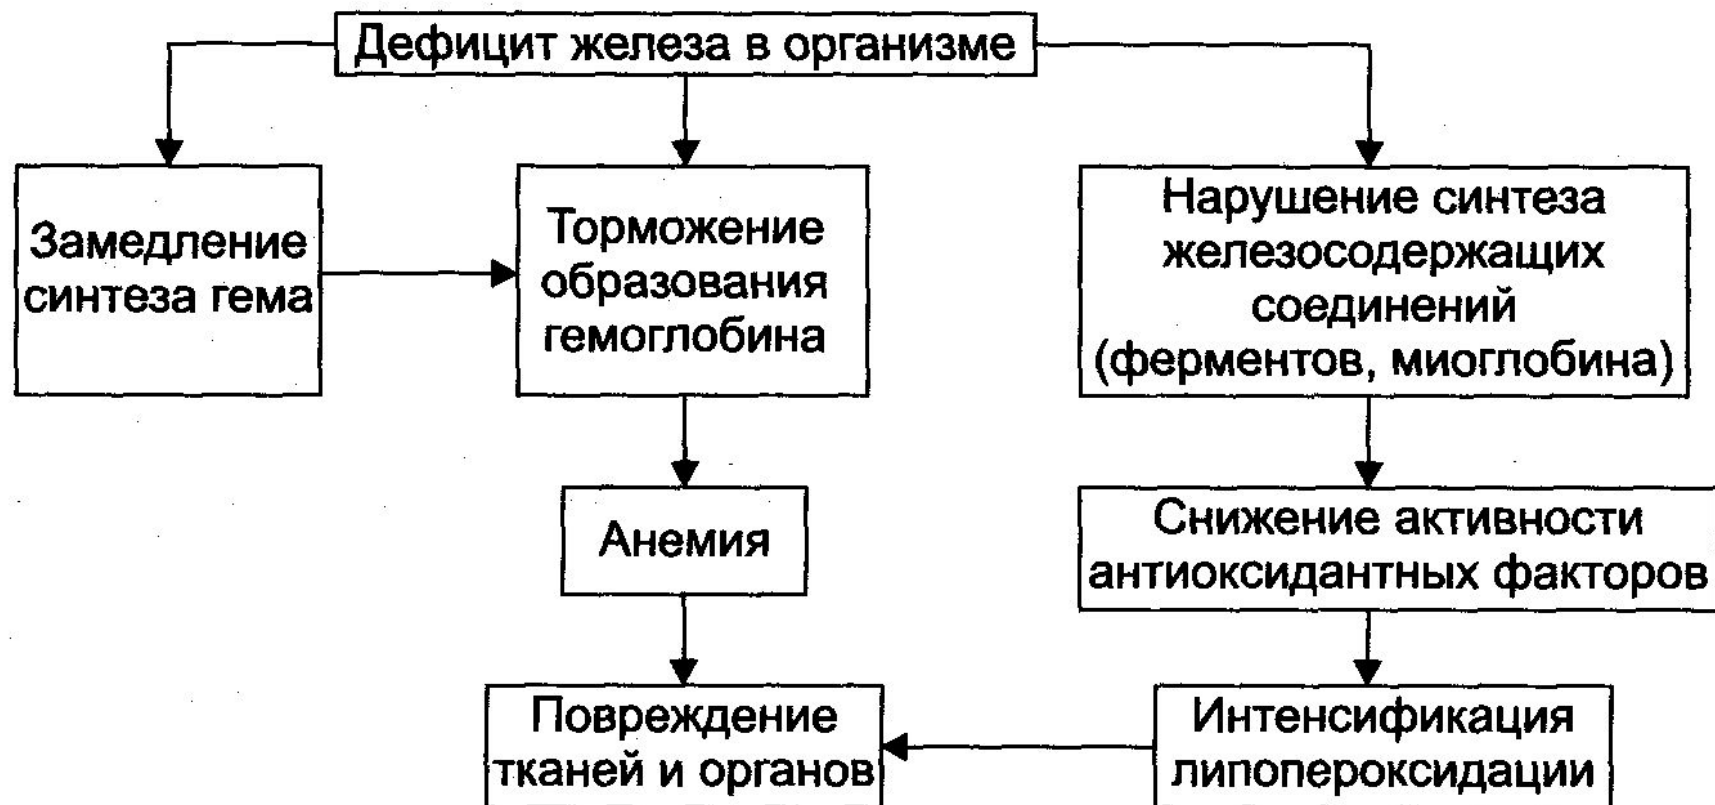 Дефицит железа в организме
Замедление
синтеза гема
Торможение
образования
гемоглобина
Нарушение синтеза
железосодержащих
соединений
(ферментов, миоглобина)
Анемия
Снижение активности
антиоксидантных факторов
Повреждение
тканей и органов
Интенсификация
липопероксидации